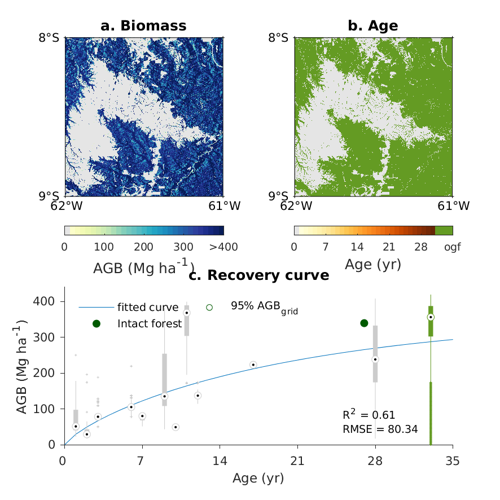 a. Biomass
b. Age
8°S
8°S
9°S
9°S
62°W
61°W
62°W
61°W
0 100 200 300 >400
0 7 14 21 28 ogf
AGB (Mg ha⁻¹)
Age (yr)
c. Recovery curve
400
300
200
100
0
AGB (Mg ha⁻¹)
fitted curve
95% AGB_grid
Intact forest
R² = 0.61
RMSE = 80.34
0 7 14 21 28 35
Age (yr)